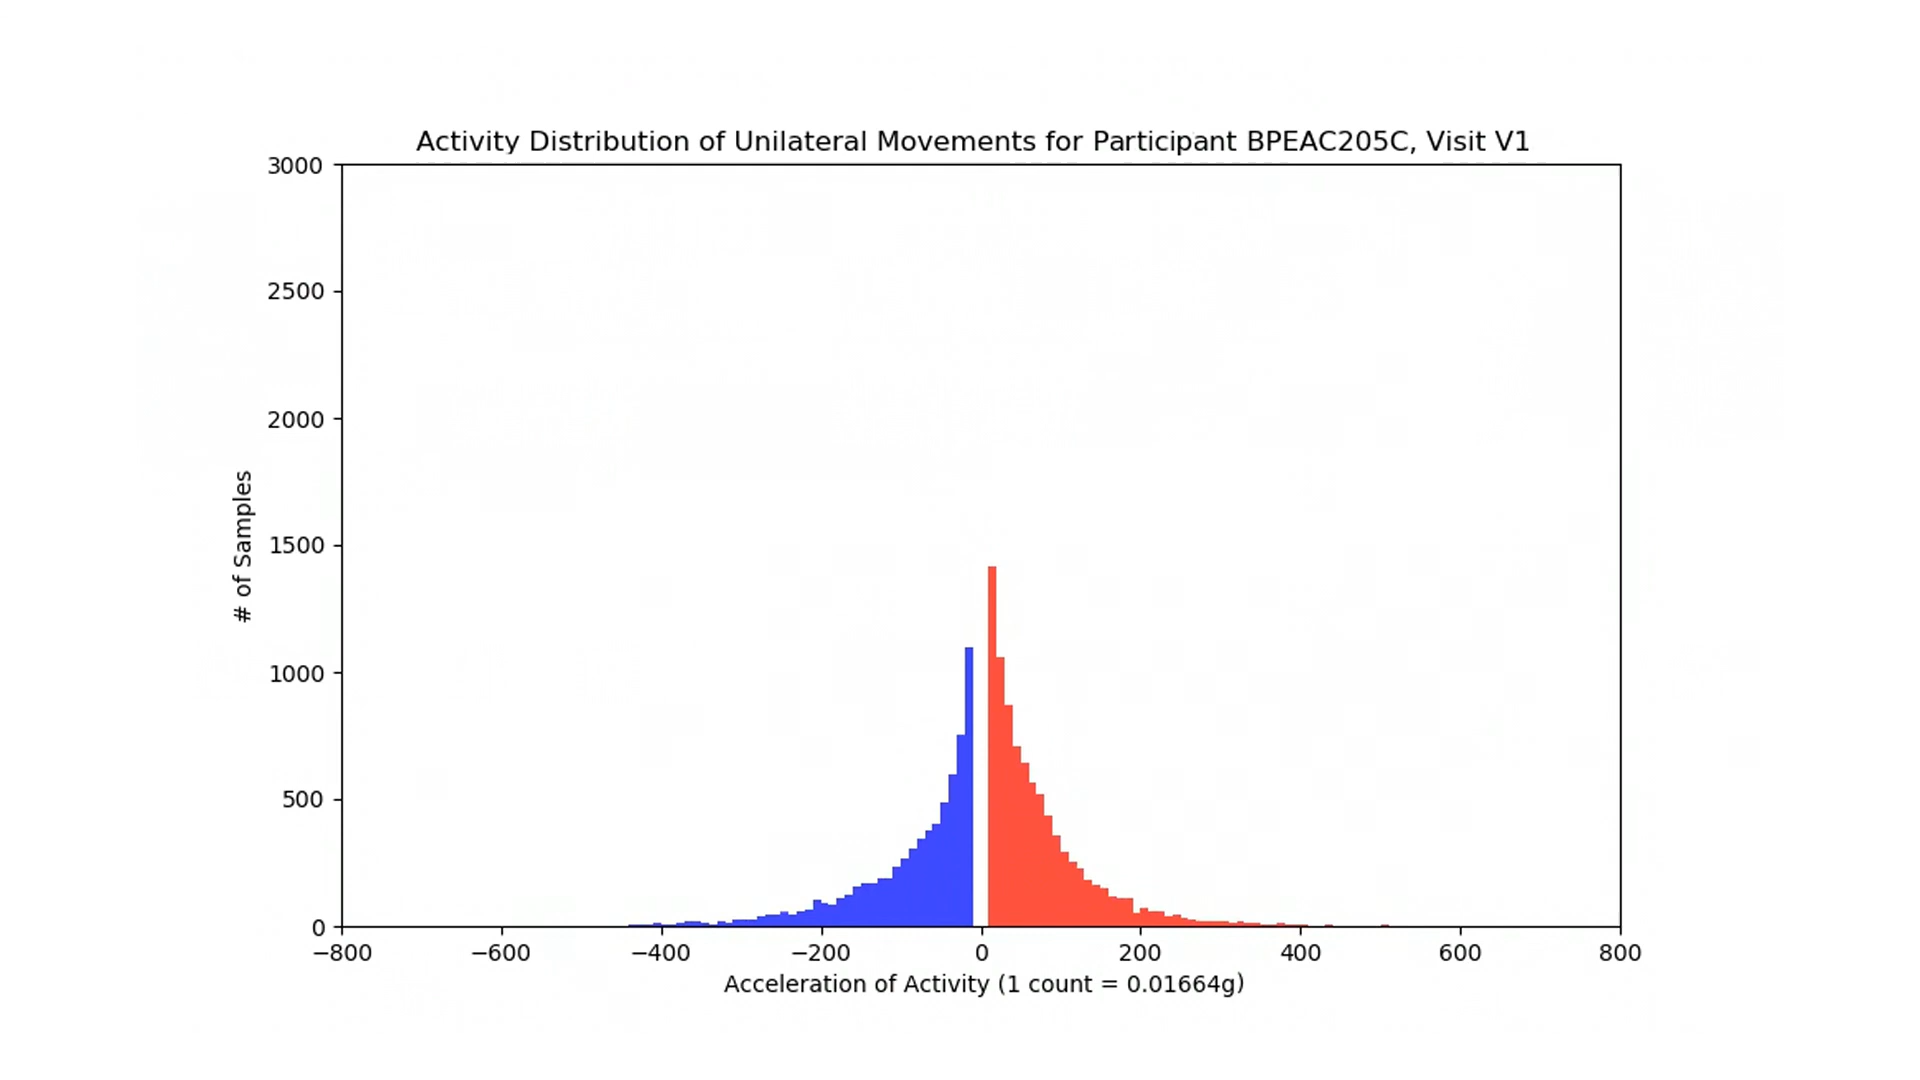 Activity Distribution of Unilateral Movements for Participant BPEAC205C, Visit V1
3000
2500
2000
1500
1000
500
0
# of Samples
−800 −600 −400 −200 0 200 400 600 800
Acceleration of Activity (1 count = 0.01664g)